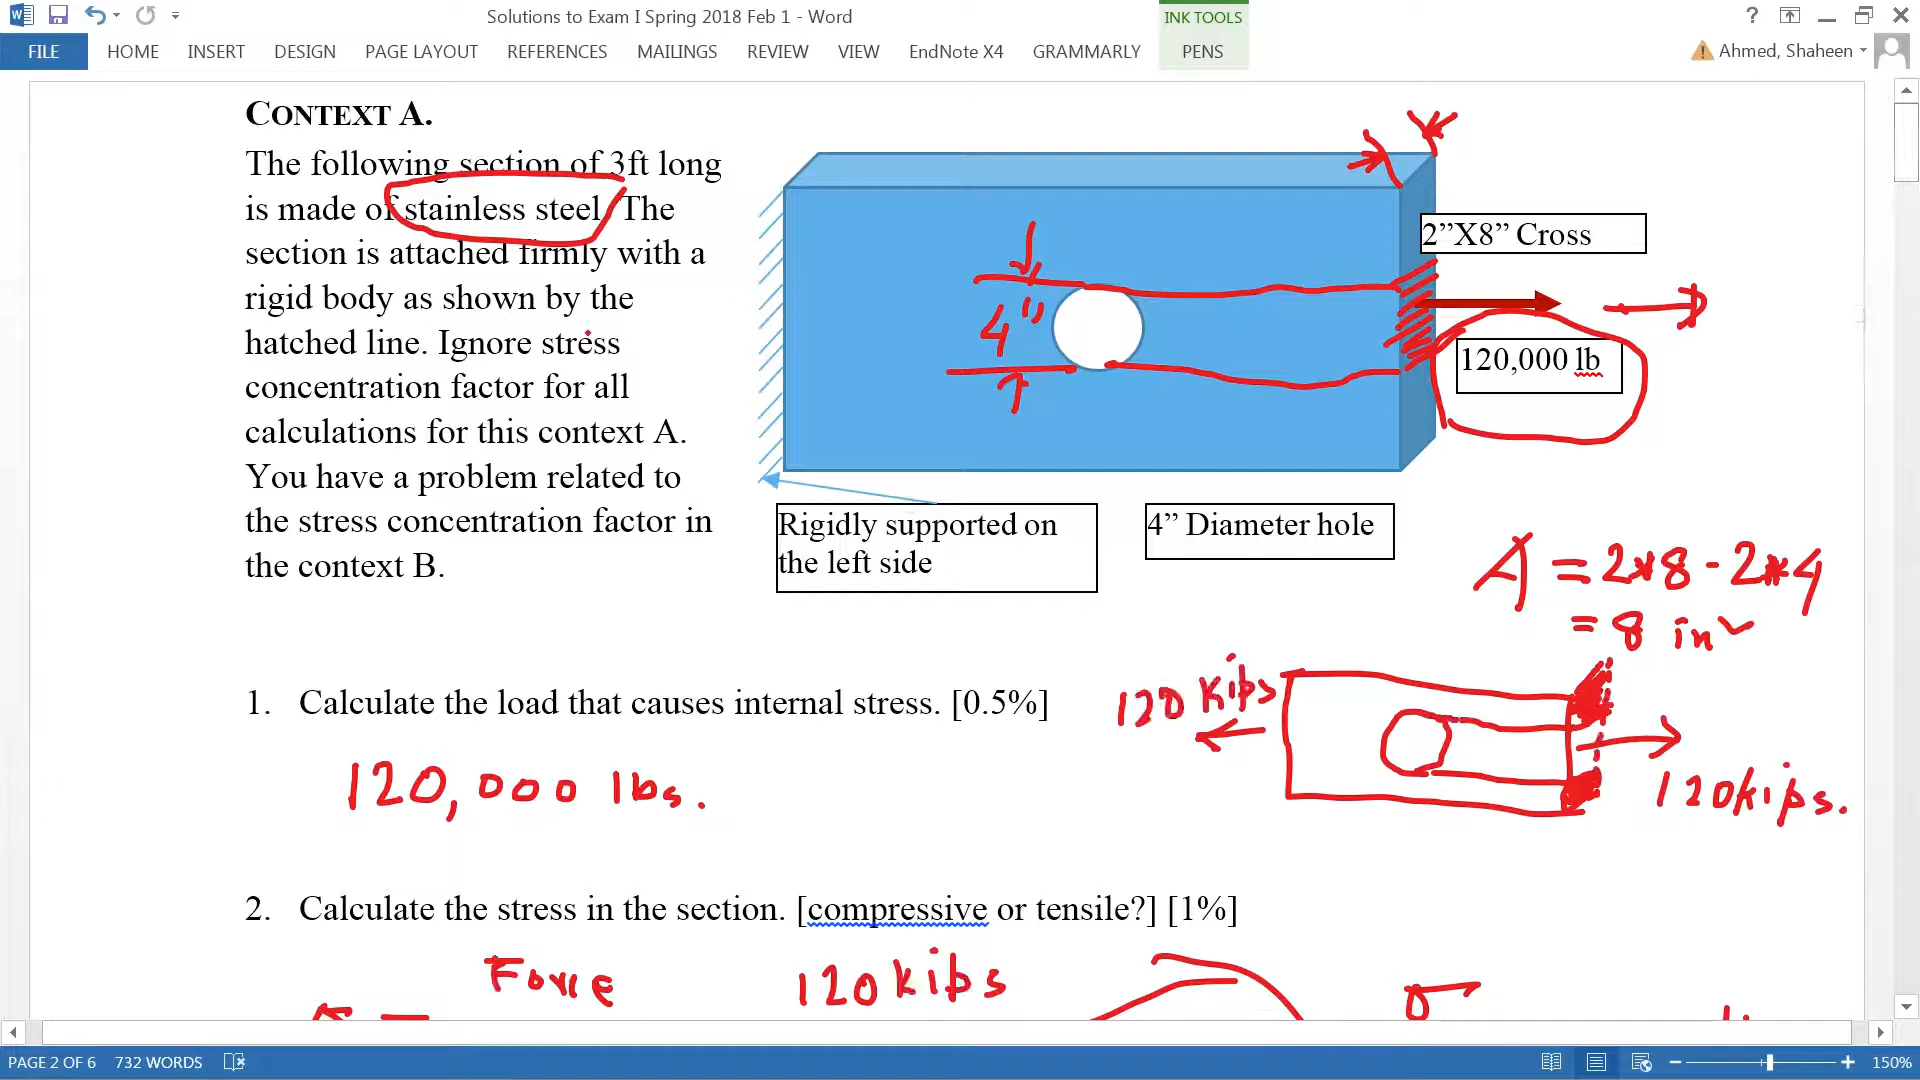 Solutions to Exam I Spring 2018 Feb 1 - Word
INK TOOLS
?
FILE HOME INSERT DESIGN PAGE LAYOUT REFERENCES MAILINGS REVIEW VIEW EndNote X4 GRAMMARLY PENS
Ahmed, Shaheen
CONTEXT A.
The following section of 3ft long
is made of stainless steel. The
section is attached firmly with a
rigid body as shown by the
hatched line. Ignore stress
concentration factor for all
calculations for this context A.
You have a problem related to
the stress concentration factor in
the context B.
2”X8” Cross
4"
120,000 lb
Rigidly supported on
the left side
4” Diameter hole
A = 2*8 - 2*4
= 8 in²
1. Calculate the load that causes internal stress. [0.5%]
120 kips
120,000 lbs.
120kips.
2. Calculate the stress in the section. [compressive or tensile?] [1%]
Force
120 kips
PAGE 2 OF 6 732 WORDS
150%